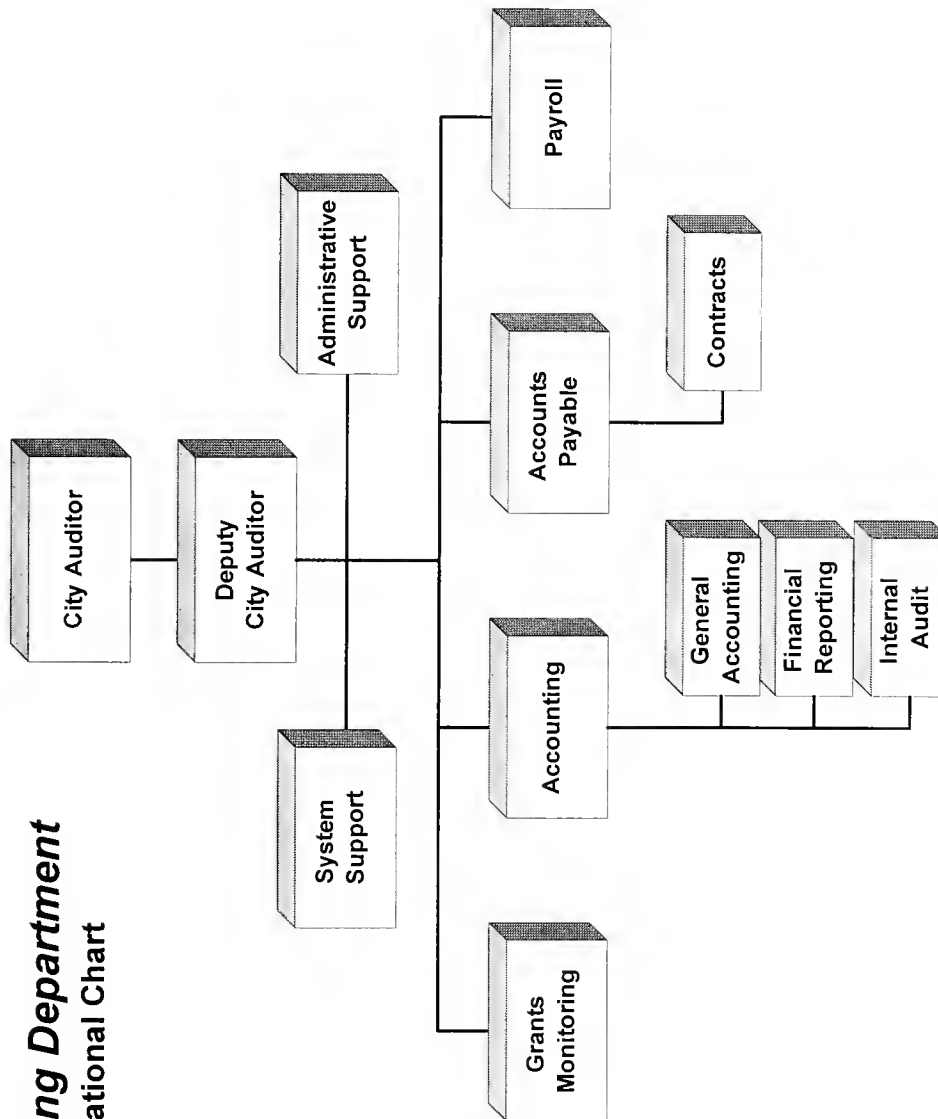 ng Department
ational Chart
City Auditor
Deputy
City Auditor
System
Support
Administrative
Support
Grants
Monitoring
Accounting
Accounts
Payable
Payroll
General
Accounting
Financial
Reporting
Internal
Audit
Contracts